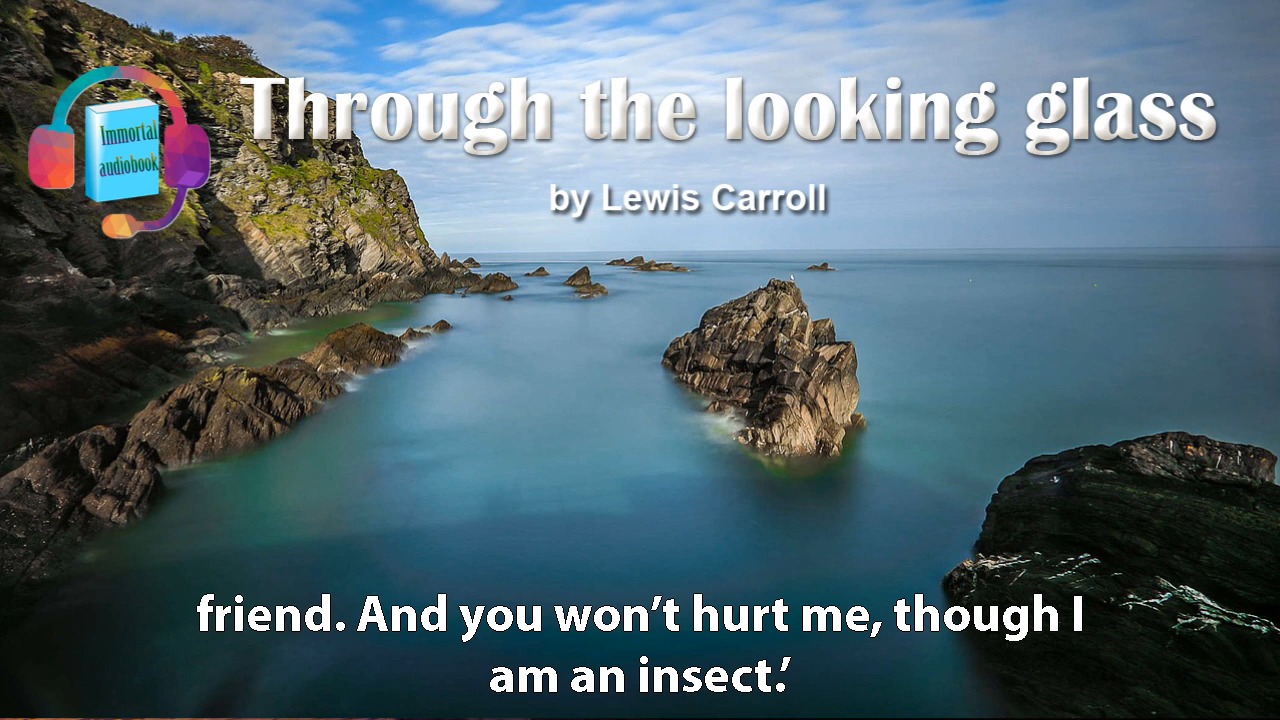 Through the looking glass
by Lewis Carroll
Immortal
audiobook
friend. And you won’t hurt me, though I
am an insect.’